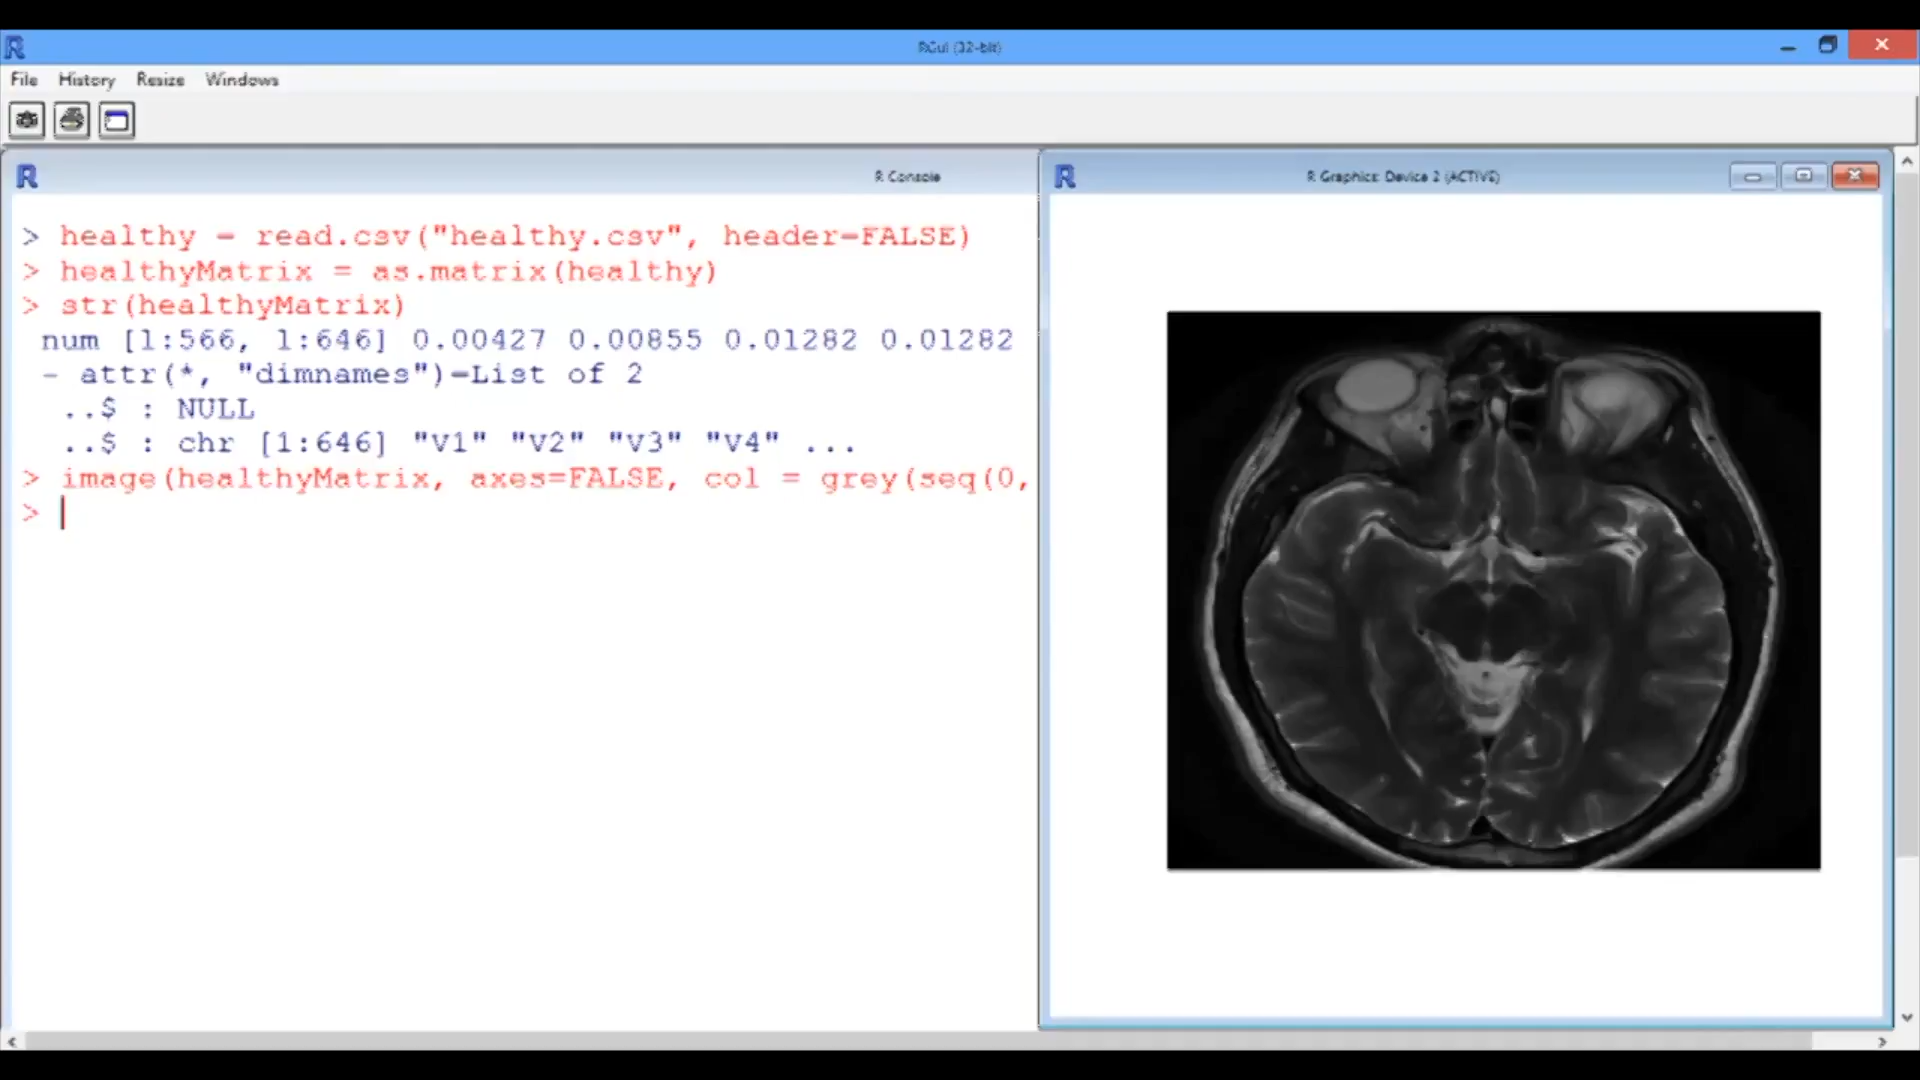 RGui (32-bit)
File History Resize Windows
R Console
> healthy = read.csv("healthy.csv", header=FALSE)
> healthyMatrix = as.matrix(healthy)
> str(healthyMatrix)
num [1:566, 1:646] 0.00427 0.00855 0.01282 0.01282
- attr(*, "dimnames")=List of 2
..$ : NULL
..$ : chr [1:646] "V1" "V2" "V3" "V4" ...
> image(healthyMatrix, axes=FALSE, col = grey(seq(0,
>
R Graphics: Device 2 (ACTIVE)